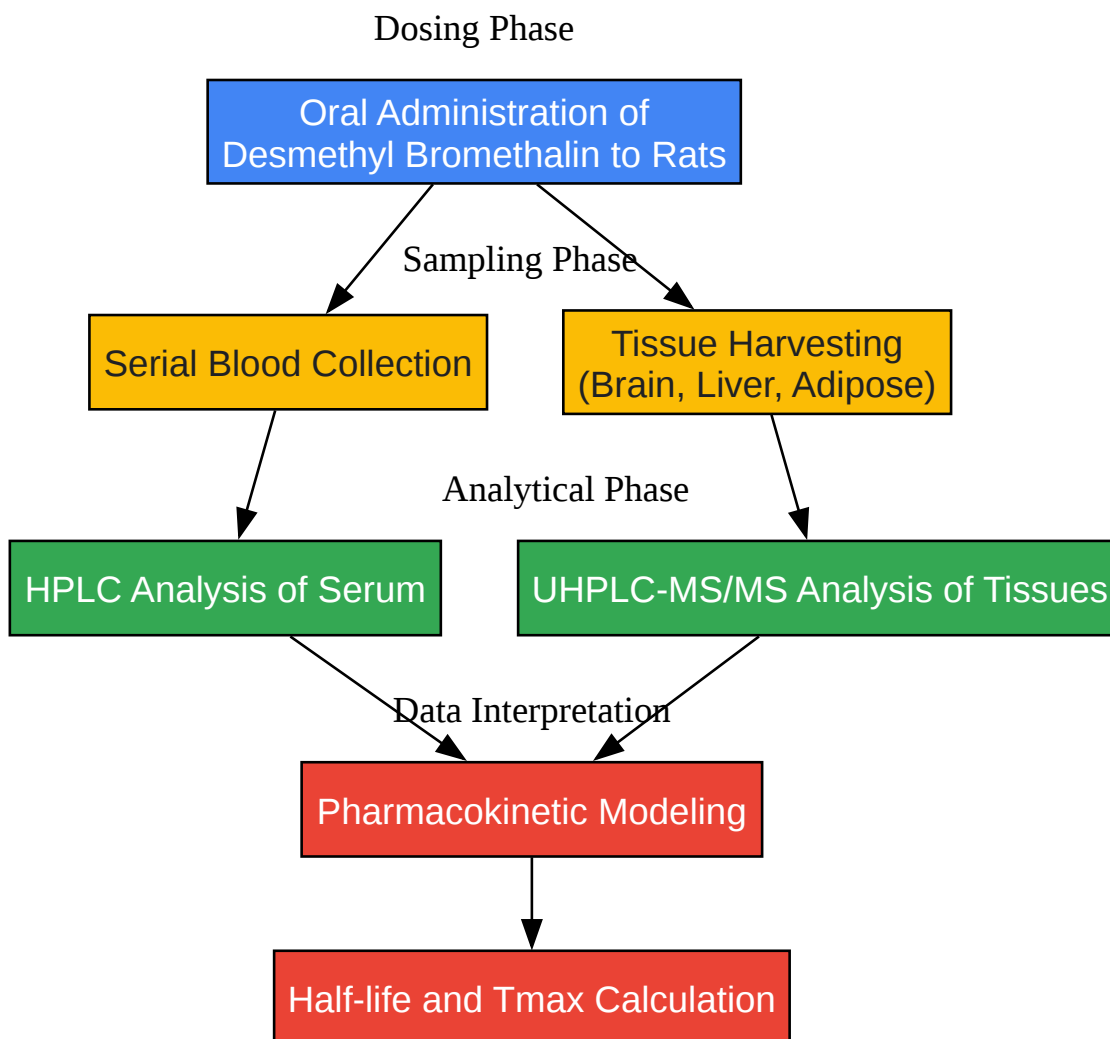 Dosing Phase
Oral Administration of
Desmethyl Bromethalin to Rats
Sampling Phase
Serial Blood Collection
Tissue Harvesting
(Brain, Liver, Adipose)
Analytical Phase
HPLC Analysis of Serum
UHPLC-MS/MS Analysis of Tissues
Data Interpretation
Pharmacokinetic Modeling
Half-life and Tmax Calculation